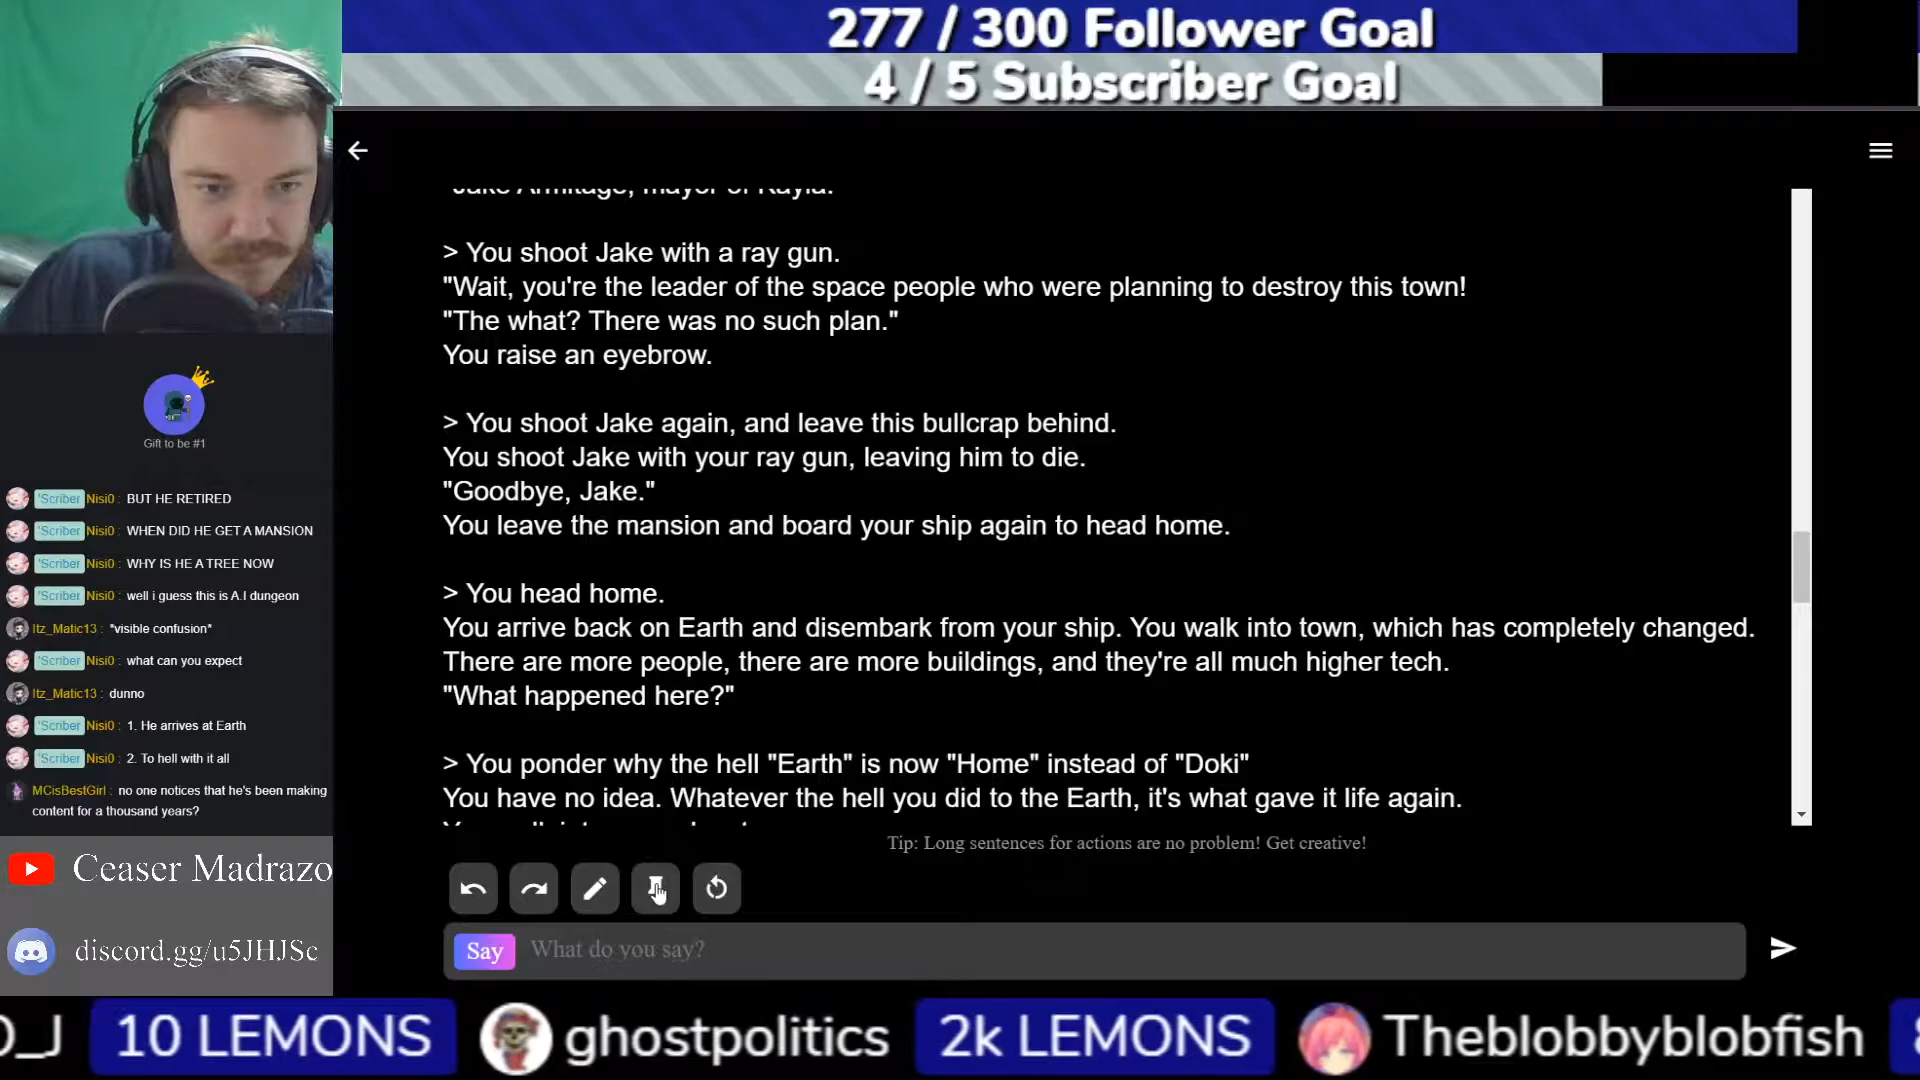 277 / 300 Follower Goal
4 / 5 Subscriber Goal
"Jake Armitage, mayor of Kayla.
> You shoot Jake with a ray gun.
"Wait, you're the leader of the space people who were planning to destroy this town!
"The what? There was no such plan."
You raise an eyebrow.
> You shoot Jake again, and leave this bullcrap behind.
You shoot Jake with your ray gun, leaving him to die.
"Goodbye, Jake."
You leave the mansion and board your ship again to head home.
> You head home.
You arrive back on Earth and disembark from your ship. You walk into town, which has completely changed.
There are more people, there are more buildings, and they're all much higher tech.
"What happened here?"
> You ponder why the hell "Earth" is now "Home" instead of "Doki"
You have no idea. Whatever the hell you did to the Earth, it's what gave it life again.
Tip: Long sentences for actions are no problem! Get creative!
Say What do you say?
Gift to be #1
'Scriber Nisi0 : BUT HE RETIRED
'Scriber Nisi0 : WHEN DID HE GET A MANSION
'Scriber Nisi0 : WHY IS HE A TREE NOW
'Scriber Nisi0 : well i guess this is A.I dungeon
Itz_Matic13 : *visible confusion*
'Scriber Nisi0 : what can you expect
Itz_Matic13 : dunno
'Scriber Nisi0 : 1. He arrives at Earth
'Scriber Nisi0 : 2. To hell with it all
MCisBestGirl : no one notices that he's been making
content for a thousand years?
Ceaser Madrazo
discord.gg/u5JHJSc
O_J 10 LEMONS ghostpolitics 2k LEMONS Theblobbyblobfish